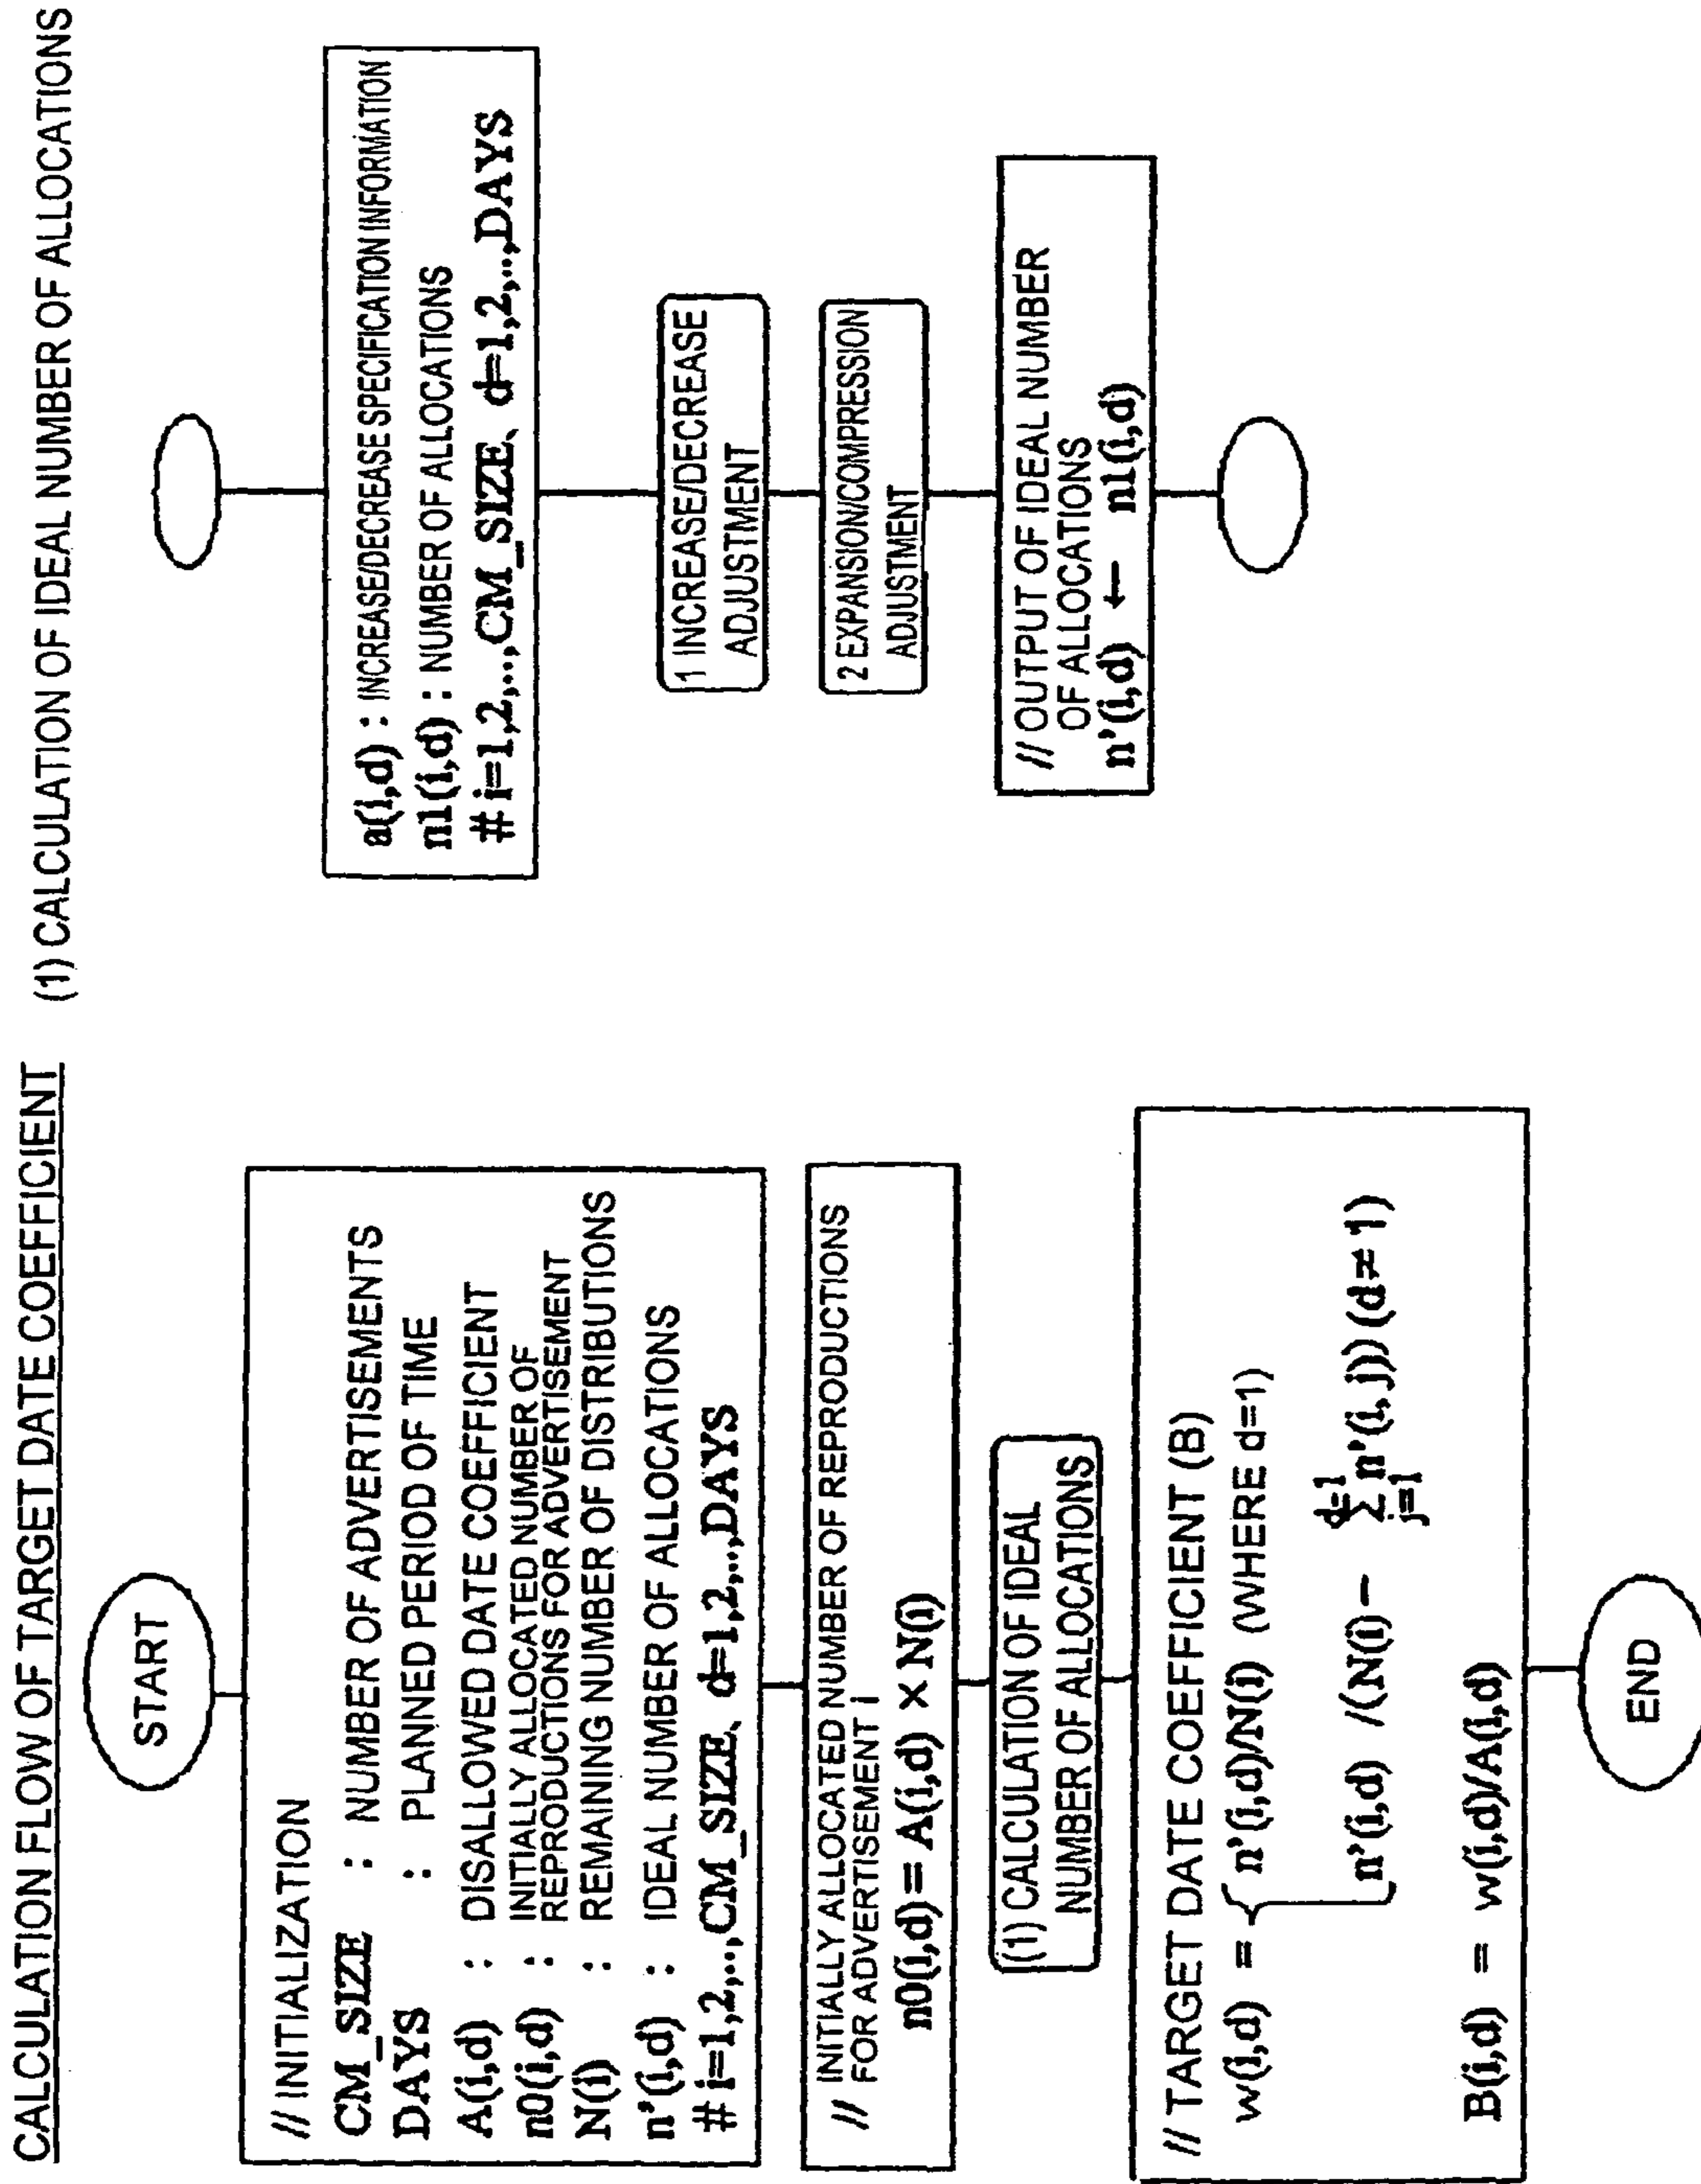 CALCULATION FLOW OF TARGET DATE COEFFICIENT
START
// INITIALIZATION
CM_SIZE : NUMBER OF ADVERTISEMENTS
DAYS : PLANNED PERIOD OF TIME
A(i,d) : DISALLOWED DATE COEFFICIENT
n0(i,d) : INITIALLY ALLOCATED NUMBER OF
REPRODUCTIONS FOR ADVERTISEMENT
N(i) : REMAINING NUMBER OF DISTRIBUTIONS
n'(i,d) : IDEAL NUMBER OF ALLOCATIONS
# i=1,2,..,CM_SIZE、d=1,2,..,DAYS
// INITIALLY ALLOCATED NUMBER OF REPRODUCTIONS
FOR ADVERTISEMENT i
n0(i,d) = A(i,d) × N(i)
(1) CALCULATION OF IDEAL
NUMBER OF ALLOCATIONS
// TARGET DATE COEFFICIENT (B)
w(i,d) = { n'(i,d)/N(i) (WHERE d=1)
n'(i,d) /(N(i) − Σ n'(i,j)) (d≠1)
d=1
j=1
B(i,d) = w(i,d)/A(i,d)
END
(1) CALCULATION OF IDEAL NUMBER OF ALLOCATIONS
a(i,d) : INCREASE/DECREASE SPECIFICATION INFORMATION
n1(i,d) : NUMBER OF ALLOCATIONS
# i=1,2,..,CM_SIZE、d=1,2,..,DAYS
1 INCREASE/DECREASE
ADJUSTMENT
2 EXPANSION/COMPRESSION
ADJUSTMENT
// OUTPUT OF IDEAL NUMBER
OF ALLOCATIONS
n'(i,d) ← n1(i,d)